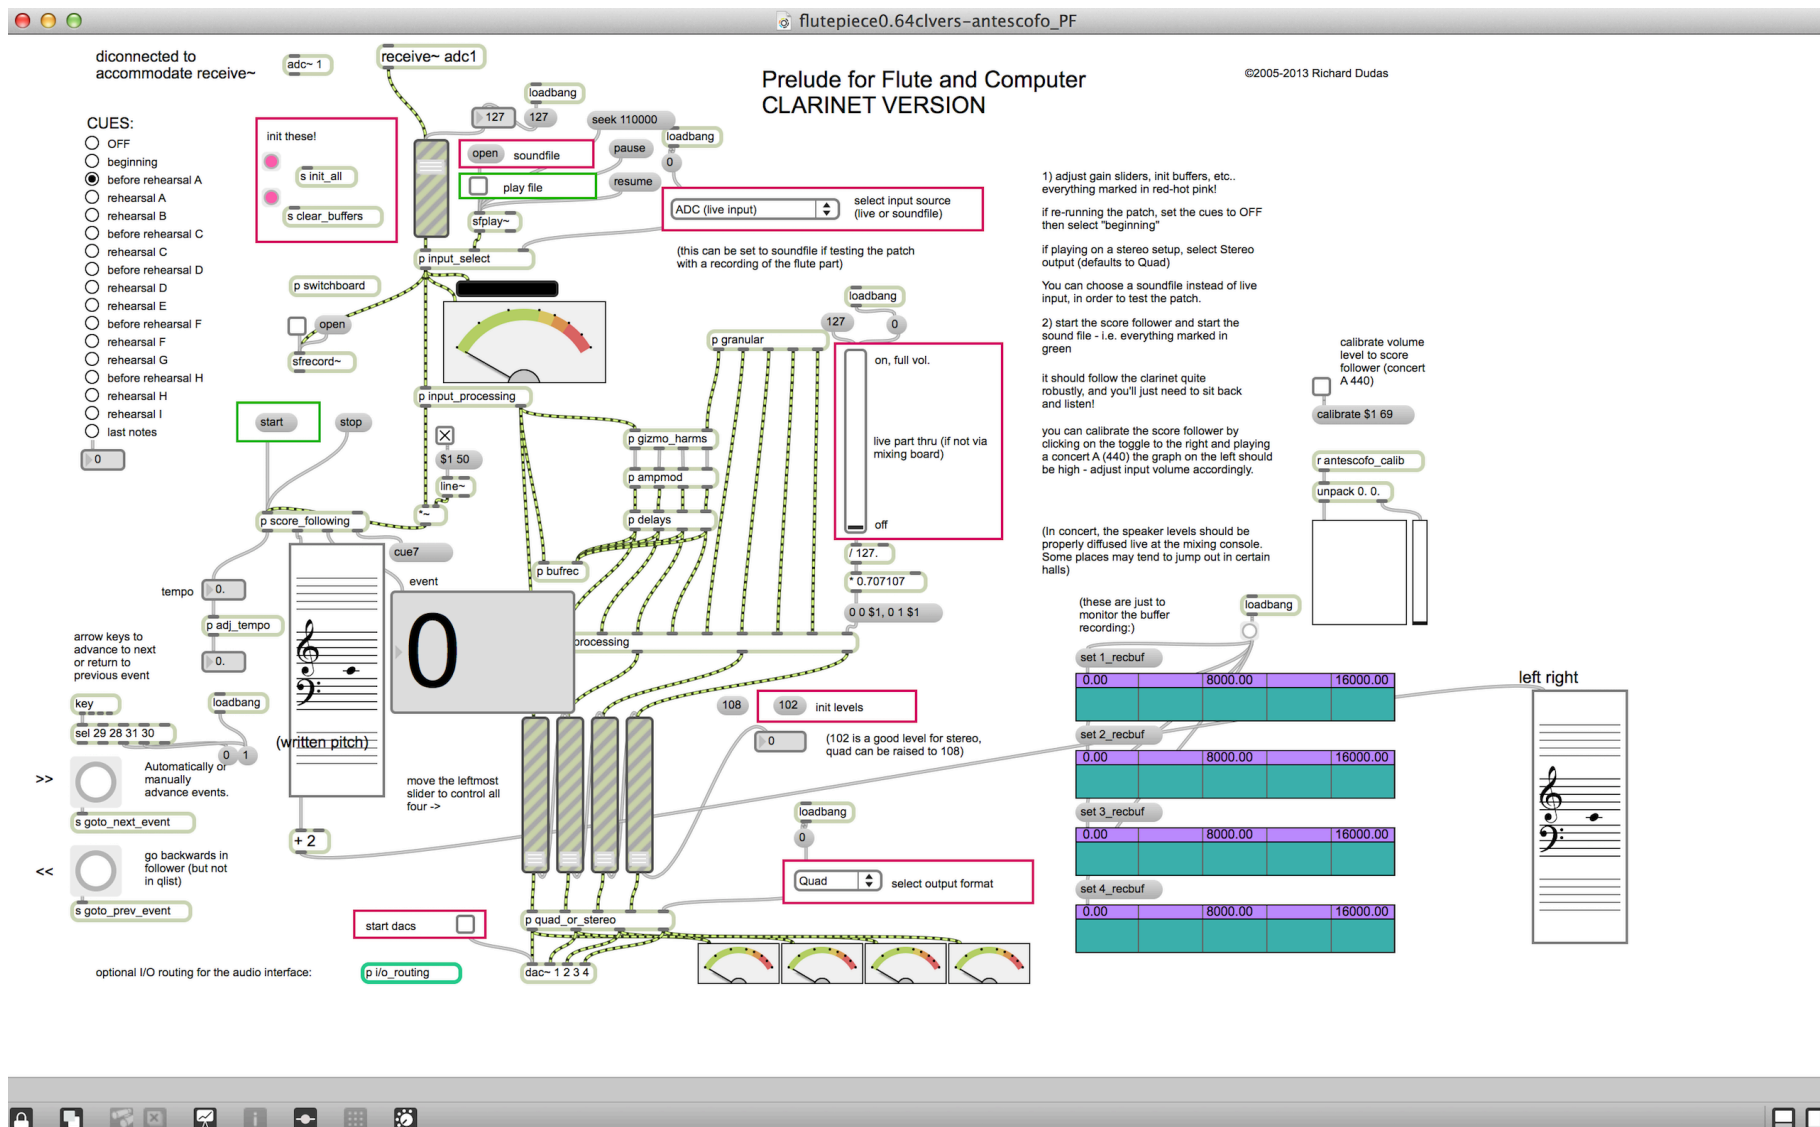 flutepiece0.64clvers-antescofo_PF
diconnected to
accommodate receive~
adc~ 1
receive~ adc1
Prelude for Flute and Computer
CLARINET VERSION
©2005-2013 Richard Dudas
loadbang
127
127
seek 110000
loadbang
open
soundfile
pause
0
play file
resume
sfplay~
ADC (live input)
select input source
(live or soundfile)
p input_select
(this can be set to soundfile if testing the patch
with a recording of the flute part)
CUES:
OFF
beginning
before rehearsal A
rehearsal A
rehearsal B
before rehearsal C
rehearsal C
before rehearsal D
rehearsal D
rehearsal E
before rehearsal F
rehearsal F
rehearsal G
before rehearsal H
rehearsal H
rehearsal I
last notes
0
init these!
s init_all
s clear_buffers
p switchboard
open
sfrecord~
start
stop
p input_processing
$1 50
line~
*~
p score_following
cue7
event
0
tempo
0.
p adj_tempo
0.
arrow keys to
advance to next
or return to
previous event
key
loadbang
sel 29 28 31 30
0
1
(written pitch)
>>
Automatically or
manually
advance events.
s goto_next_event
<<
go backwards in
follower (but not
in qlist)
s goto_prev_event
+ 2
move the leftmost
slider to control all
four ->
start dacs
optional I/O routing for the audio interface:
p i/o_routing
p granular
p gizmo_harms
p ampmod
p delays
p bufrec
processing
loadbang
127
0
on, full vol.
live part thru (if not via
mixing board)
off
/ 127.
* 0.707107
0 0 $1, 0 1 $1
108
102
init levels
0
(102 is a good level for stereo,
quad can be raised to 108)
loadbang
0
Quad
select output format
p quad_or_stereo
dac~ 1 2 3 4
1) adjust gain sliders, init buffers, etc..
everything marked in red-hot pink!
if re-running the patch, set the cues to OFF
then select "beginning"
if playing on a stereo setup, select Stereo
output (defaults to Quad)
You can choose a soundfile instead of live
input, in order to test the patch.
2) start the score follower and start the
sound file - i.e. everything marked in
green
it should follow the clarinet quite
robustly, and you'll just need to sit back
and listen!
you can calibrate the score follower by
clicking on the toggle to the right and playing
a concert A (440) the graph on the left should
be high - adjust input volume accordingly.
(In concert, the speaker levels should be
properly diffused live at the mixing console.
Some places may tend to jump out in certain
halls)
calibrate volume
level to score
follower (concert
A 440)
calibrate $1 69
r antescofo_calib
unpack 0. 0.
(these are just to
monitor the buffer
recording:)
loadbang
set 1_recbuf
0.00 8000.00 16000.00
set 2_recbuf
0.00 8000.00 16000.00
set 3_recbuf
0.00 8000.00 16000.00
set 4_recbuf
0.00 8000.00 16000.00
left right